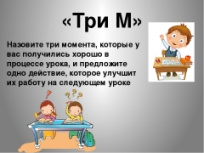 «Три М»
Назовите три момента, которые у
вас получились хорошо в
процессе урока, и предложите
одно действие, которое улучшит
их работу на следующем уроке